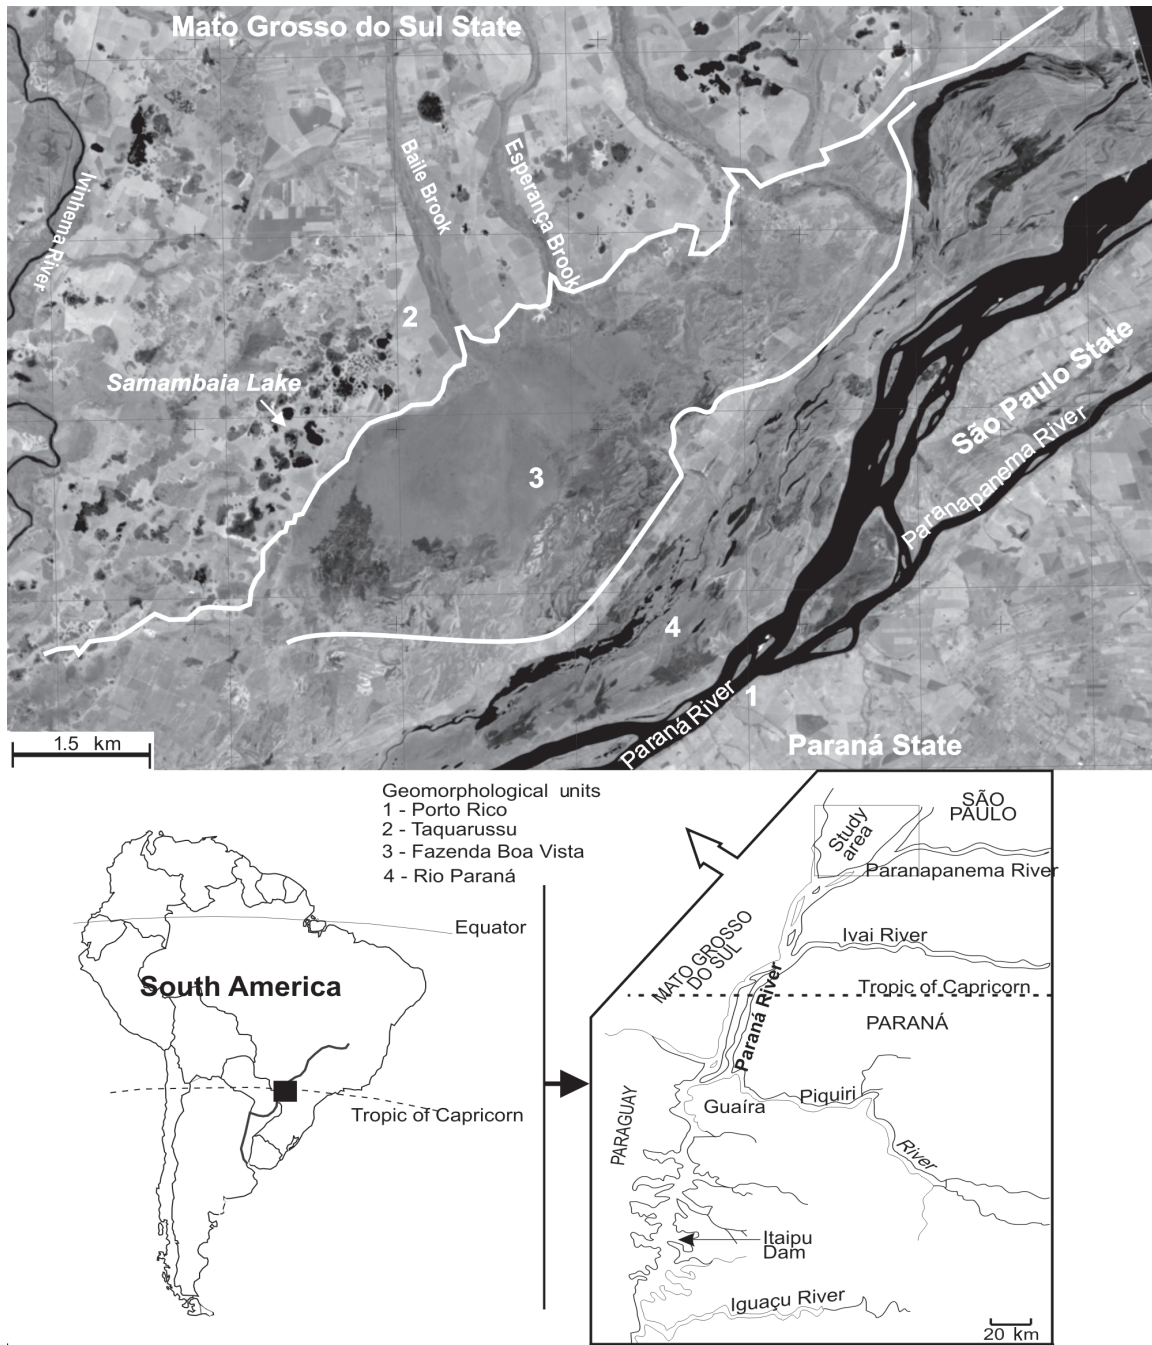 Mato Grosso do Sul State
Ivinhema River
Baile Brook
Esperança Brook
2
Samambaia Lake
3
São Paulo State
Paranapanema River
4
1
Paraná River
Paraná State
1.5 km
Geomorphological units
1 - Porto Rico
2 - Taquarussu
3 - Fazenda Boa Vista
4 - Rio Paraná
Equator
South America
Tropic of Capricorn
SÃO
PAULO
Study
area
Paranapanema River
Ivai River
MATO GROSSO
DO SUL
Paraná River
Tropic of Capricorn
PARANÁ
PARAGUAY
Guaíra
Piquiri
River
Itaipu
Dam
Iguaçu River
20 km